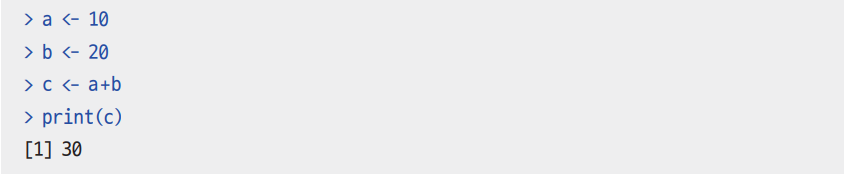 > a <- 10
> b <- 20
> c <- a+b
> print(c)
[1] 30